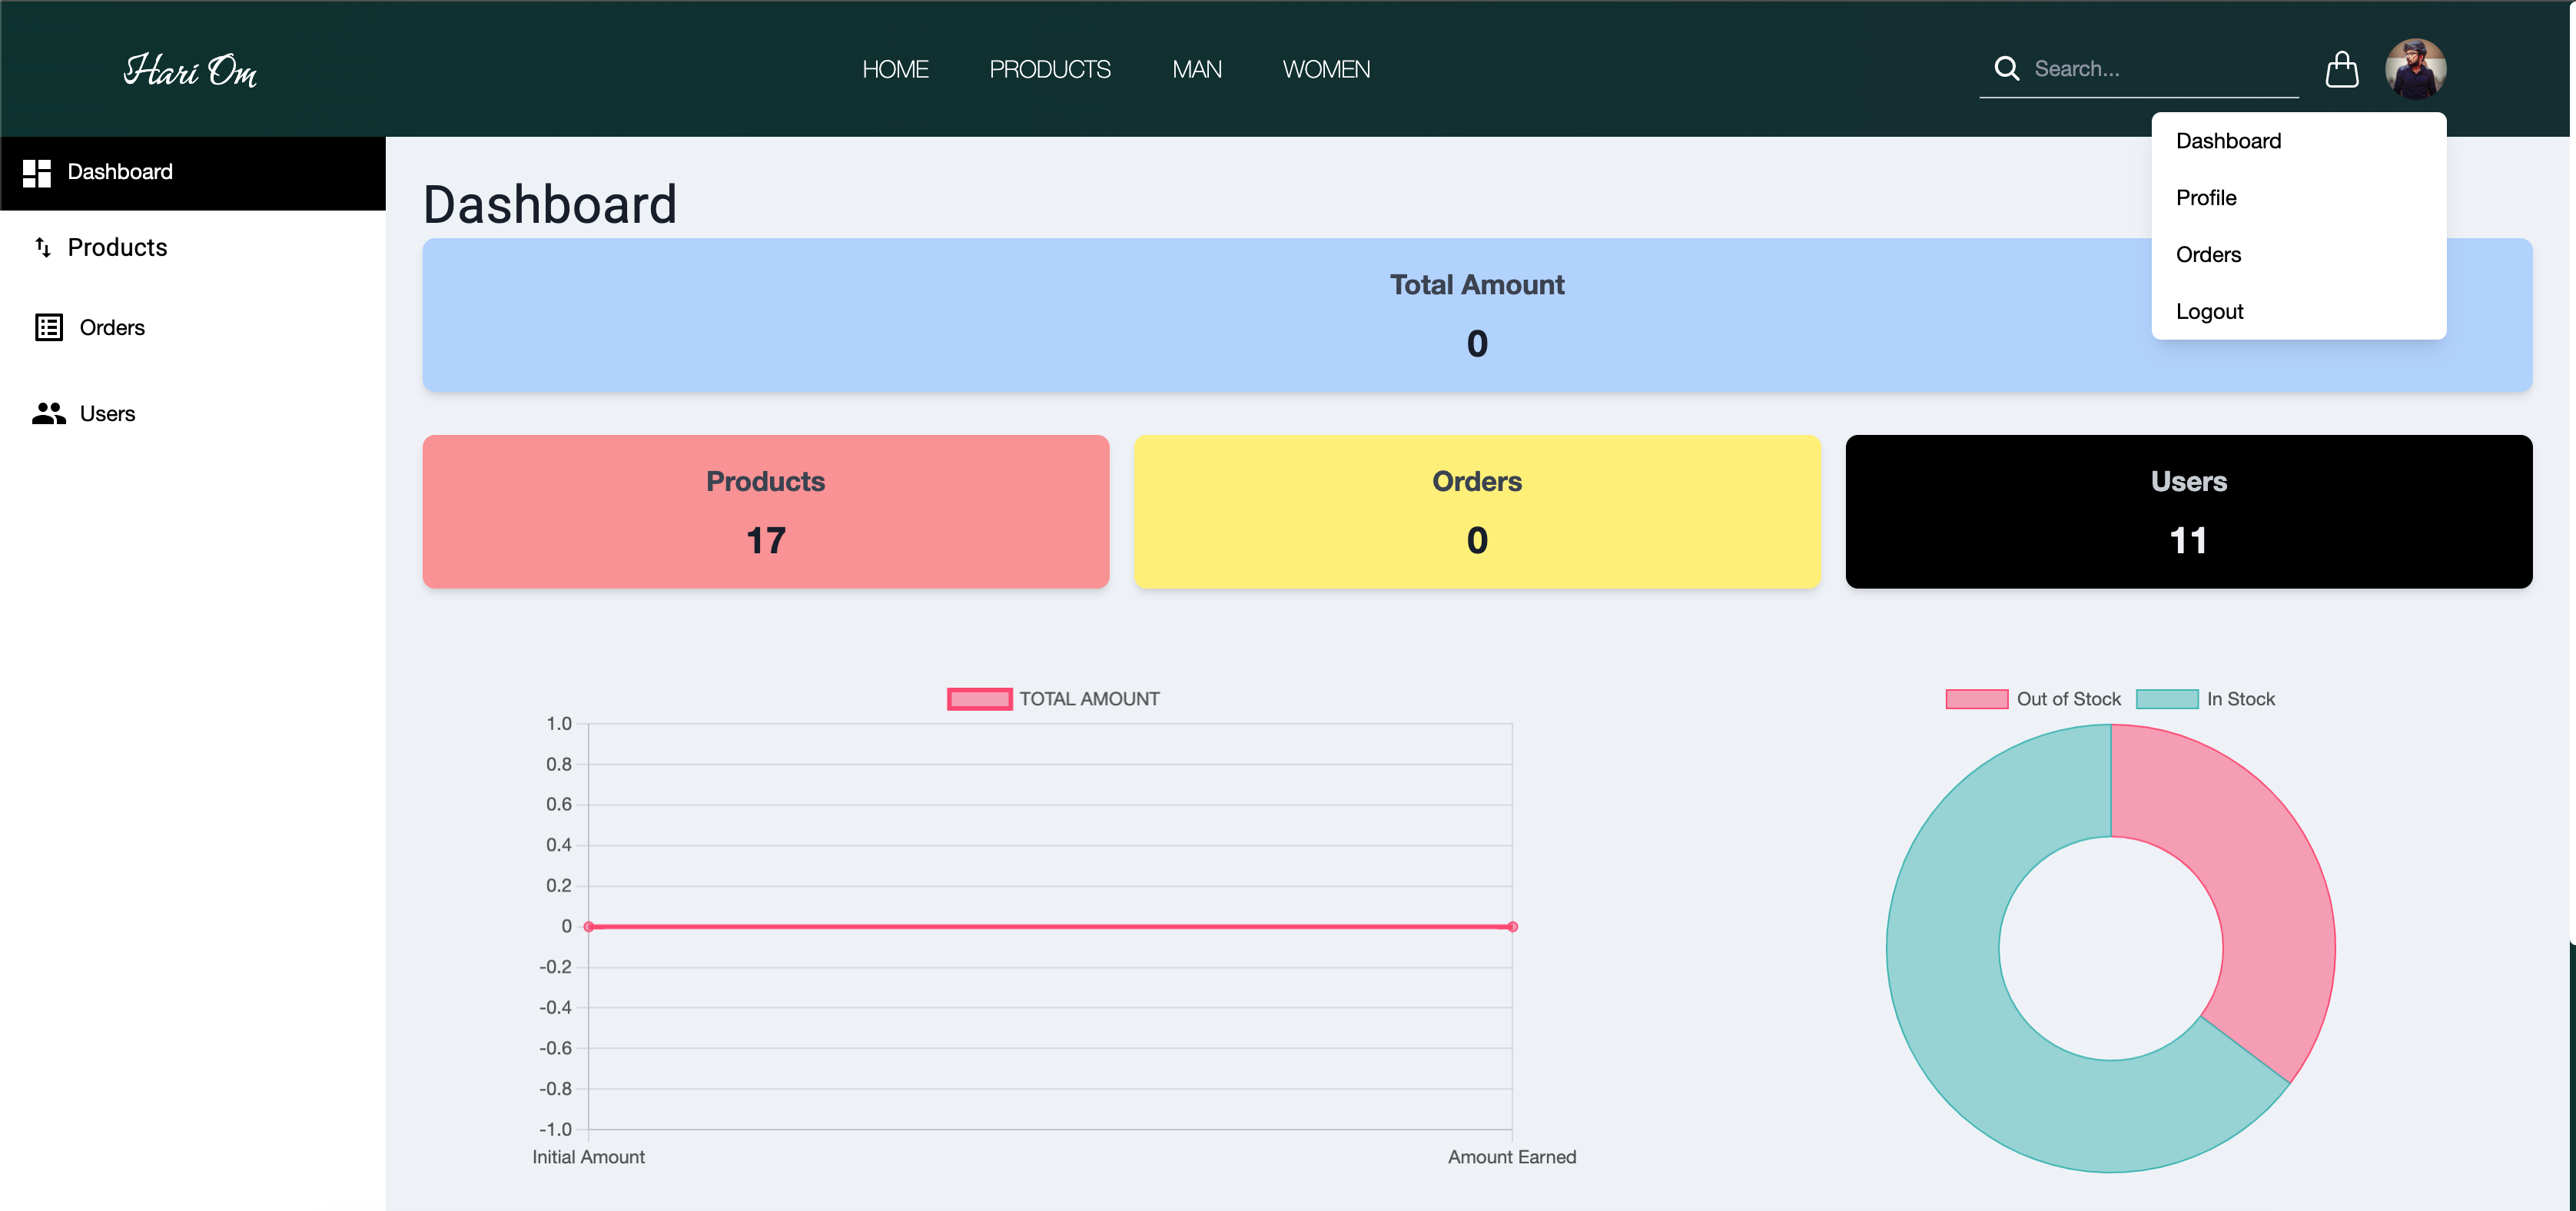 Hari Om
HOME PRODUCTS MAN WOMEN
Search...
Dashboard
Profile
Orders
Logout
Dashboard
Products
Orders
Users
Dashboard
Total Amount
0
Products
17
Orders
0
Users
11
TOTAL AMOUNT
1.0
0.8
0.6
0.4
0.2
0
-0.2
-0.4
-0.6
-0.8
-1.0
Initial Amount Amount Earned
Out of Stock In Stock